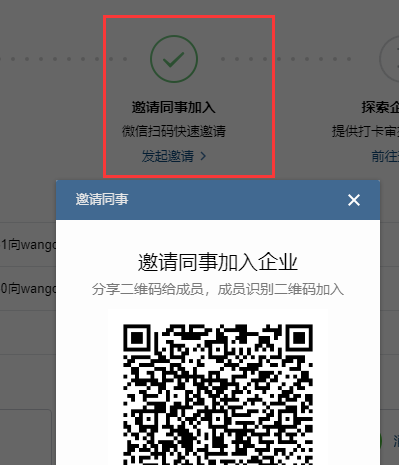 邀请同事加入
微信扫码快速邀请
发起邀请 >
探索企
提供打卡审
前往
1向wang
0向wang
邀请同事
邀请同事加入企业
分享二维码给成员，成员识别二维码加入